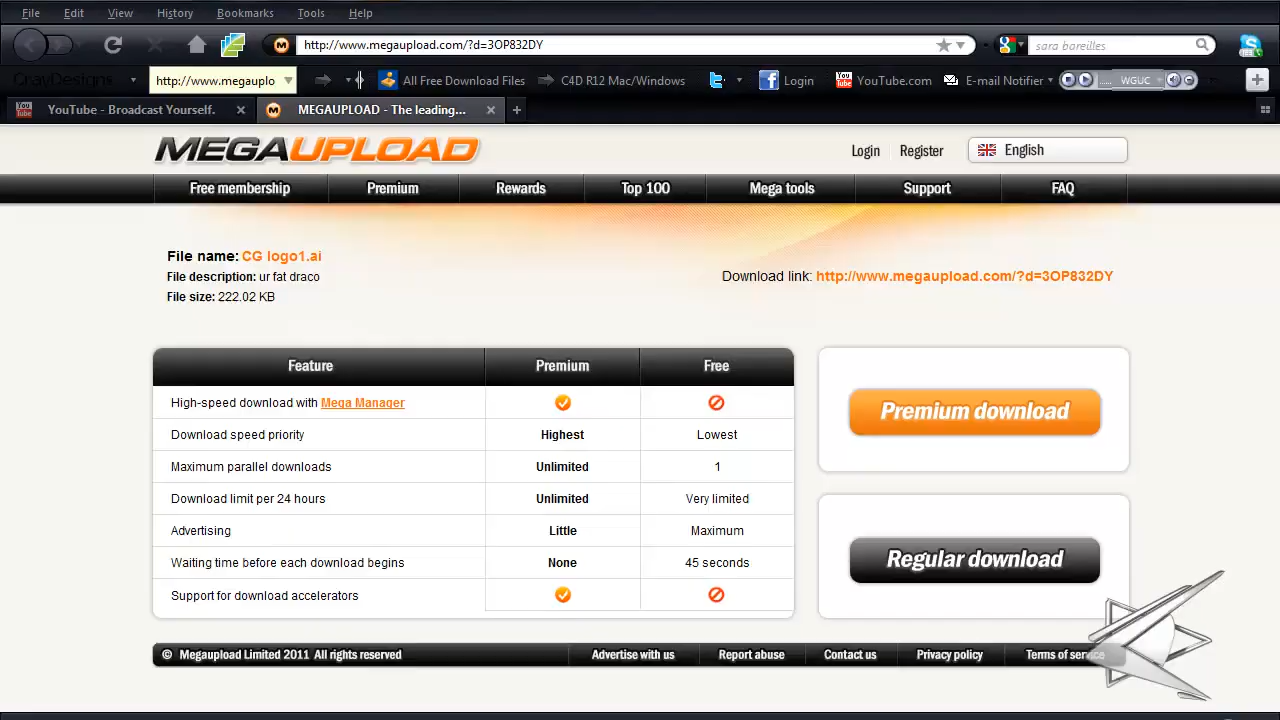 File Edit View History Bookmarks Tools Help
http://www.megaupload.com/?d=3OP832DY
sara bareilles
CravDesigns
http://www.megauplo
All Free Download Files
C4D R12 Mac/Windows
Login
YouTube.com
E-mail Notifier
WGUC
YouTube - Broadcast Yourself.
MEGAUPLOAD - The leading...
MEGAUPLOAD
Login Register English
Free membership Premium Rewards Top 100 Mega tools Support FAQ
File name: CG logo1.ai
File description: ur fat draco
Download link: http://www.megaupload.com/?d=3OP832DY
File size: 222.02 KB
Feature Premium Free
High-speed download with Mega Manager
Download speed priority Highest Lowest
Maximum parallel downloads Unlimited 1
Download limit per 24 hours Unlimited Very limited
Advertising Little Maximum
Waiting time before each download begins None 45 seconds
Support for download accelerators
Premium download
Regular download
© Megaupload Limited 2011 All rights reserved Advertise with us Report abuse Contact us Privacy policy Terms of service